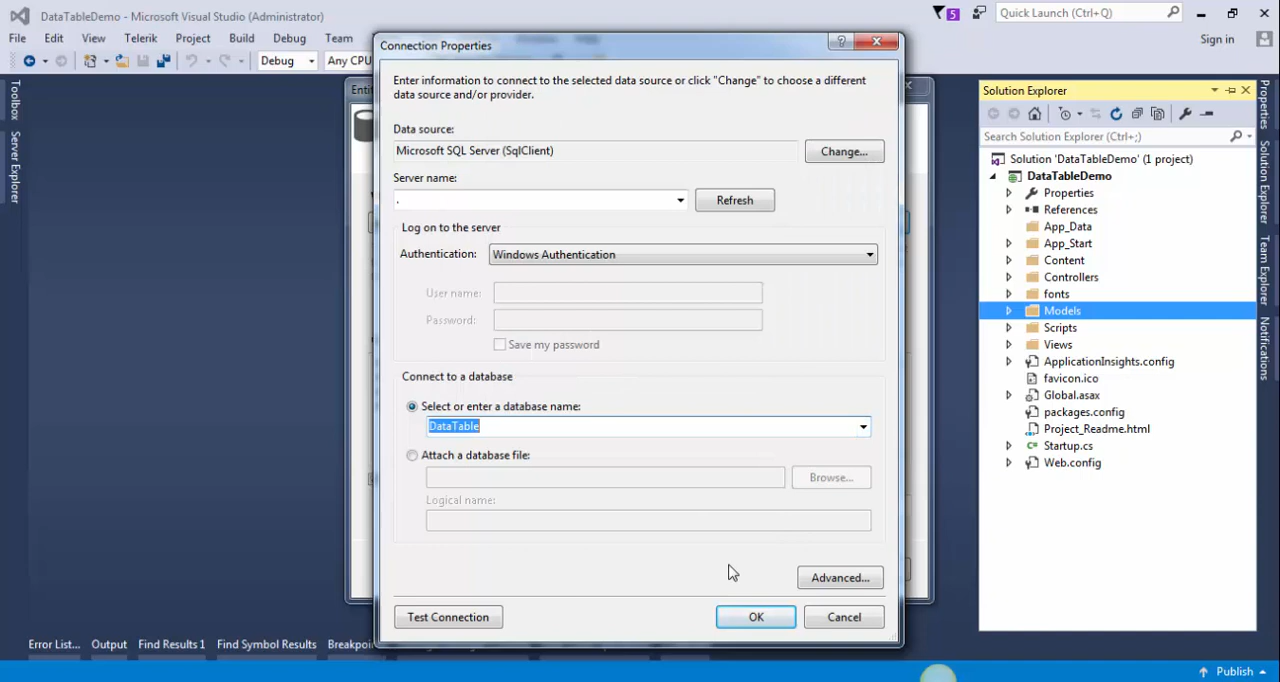 DataTableDemo - Microsoft Visual Studio (Administrator)
5
Quick Launch (Ctrl+Q)
File Edit View Telerik Project Build Debug Team
Sign in
Debug
Any CPU
Connection Properties
Enter information to connect to the selected data source or click "Change" to choose a different
data source and/or provider.
Data source:
Microsoft SQL Server (SqlClient)
Change...
Server name:
.
Refresh
Log on to the server
Authentication:
Windows Authentication
User name:
Password:
Save my password
Connect to a database
Select or enter a database name:
DataTable
Attach a database file:
Browse...
Logical name:
Advanced...
Test Connection
OK
Cancel
Toolbox
Server Explorer
Solution Explorer
Search Solution Explorer (Ctrl+;)
Solution 'DataTableDemo' (1 project)
DataTableDemo
Properties
References
App_Data
App_Start
Content
Controllers
fonts
Models
Scripts
Views
ApplicationInsights.config
favicon.ico
Global.asax
packages.config
Project_Readme.html
Startup.cs
Web.config
Properties
Solution Explorer
Team Explorer
Notifications
Error List... Output Find Results 1 Find Symbol Results
Publish